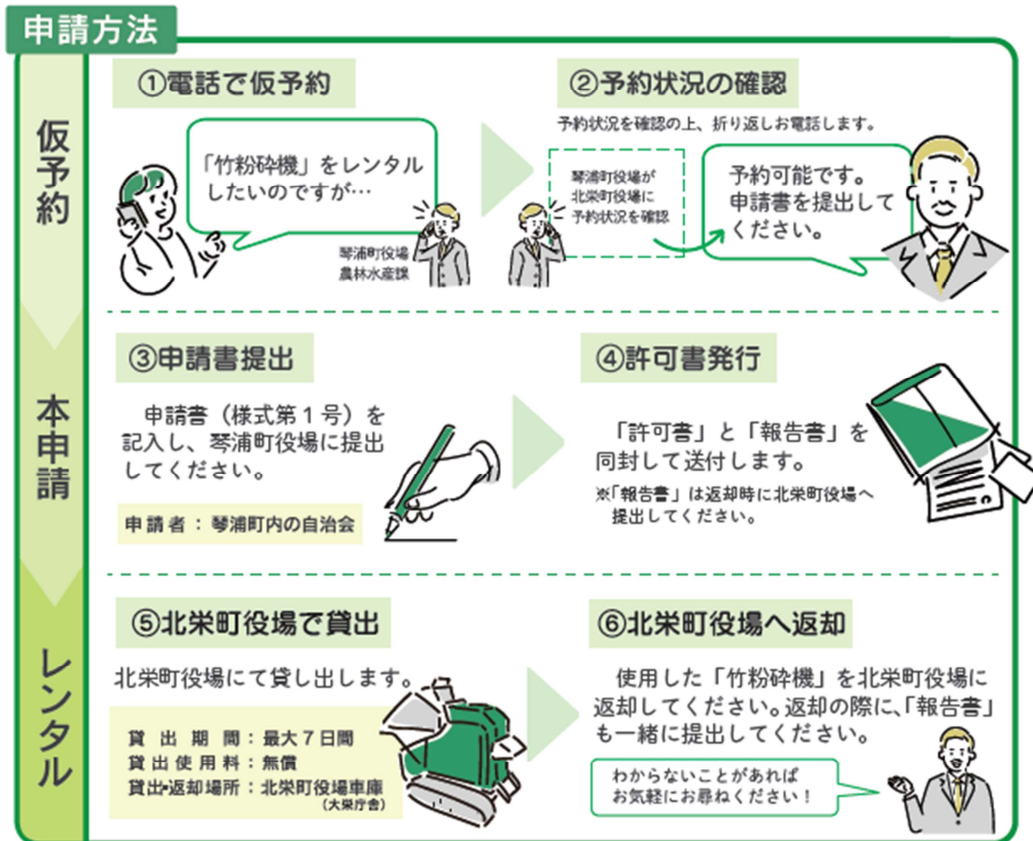 申請方法
仮予約
①電話で仮予約
「竹粉砕機」をレンタル
したいのですが…
琴浦町役場
農林水産課
②予約状況の確認
予約状況を確認の上、折り返しお電話します。
琴浦町役場が
北栄町役場に
予約状況を確認
予約可能です。
申請書を提出して
ください。
本申請
③申請書提出
申請書（様式第１号）を
記入し、琴浦町役場に提出
してください。
申請者：琴浦町内の自治会
④許可書発行
「許可書」と「報告書」を
同封して送付します。
※「報告書」は返却時に北栄町役場へ
提出してください。
レンタル
⑤北栄町役場で貸出
北栄町役場にて貸し出します。
貸出期間：最大７日間
貸出使用料：無償
貸出・返却場所：北栄町役場車庫
（大栄庁舎）
⑥北栄町役場へ返却
使用した「竹粉砕機」を北栄町役場に
返却してください。返却の際に、「報告書」
も一緒に提出してください。
わからないことがあれば
お気軽にお尋ねください！